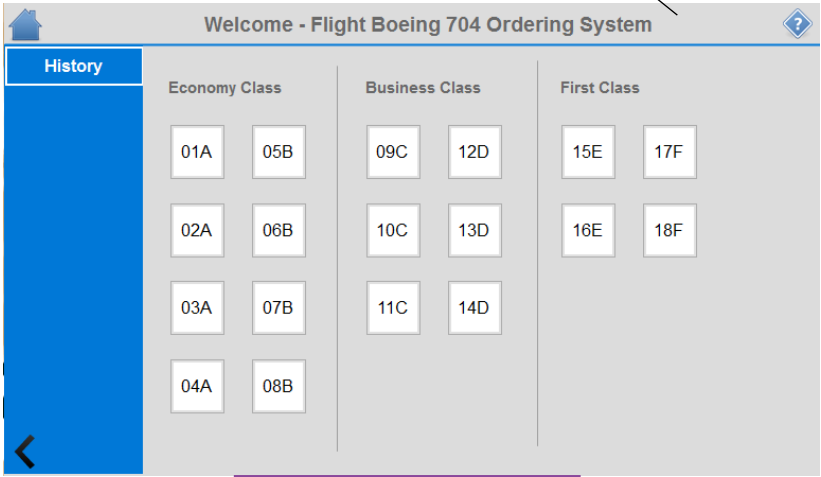 Welcome - Flight Boeing 704 Ordering System
?
History
Economy Class Business Class First Class
01A 05B 09C 12D 15E 17F
02A 06B 10C 13D 16E 18F
03A 07B 11C 14D
04A 08B